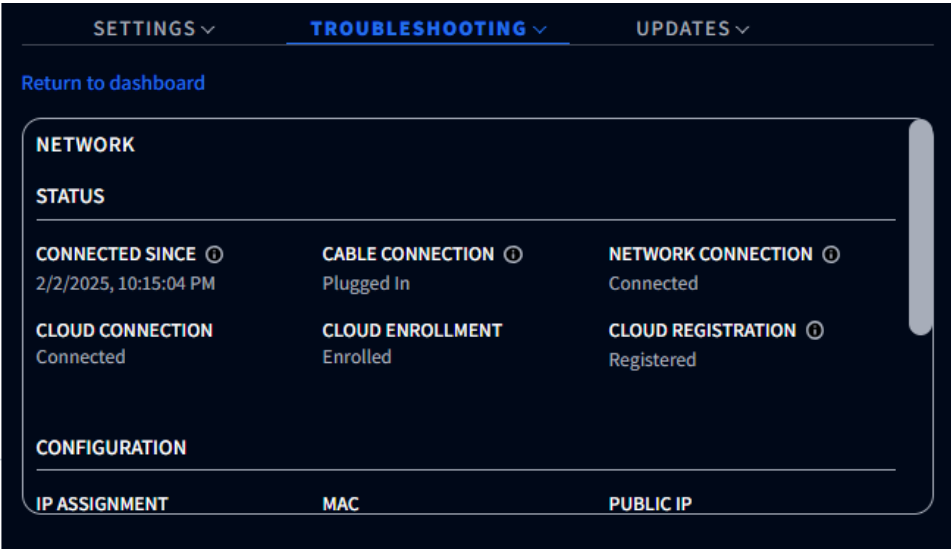 SETTINGS TROUBLESHOOTING UPDATES
Return to dashboard
NETWORK
STATUS
CONNECTED SINCE CABLE CONNECTION NETWORK CONNECTION
2/2/2025, 10:15:04 PM Plugged In Connected
CLOUD CONNECTION CLOUD ENROLLMENT CLOUD REGISTRATION
Connected Enrolled Registered
CONFIGURATION
IP ASSIGNMENT MAC PUBLIC IP